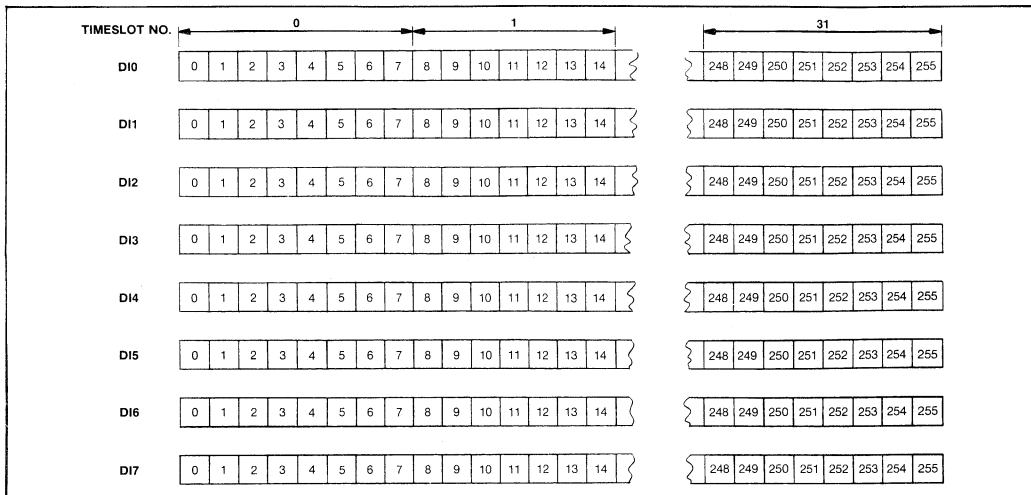 TIMESLOT NO. 0 1 31
DI0 0 1 2 3 4 5 6 7 8 9 10 11 12 13 14 248 249 250 251 252 253 254 255
DI1 0 1 2 3 4 5 6 7 8 9 10 11 12 13 14 248 249 250 251 252 253 254 255
DI2 0 1 2 3 4 5 6 7 8 9 10 11 12 13 14 248 249 250 251 252 253 254 255
DI3 0 1 2 3 4 5 6 7 8 9 10 11 12 13 14 248 249 250 251 252 253 254 255
DI4 0 1 2 3 4 5 6 7 8 9 10 11 12 13 14 248 249 250 251 252 253 254 255
DI5 0 1 2 3 4 5 6 7 8 9 10 11 12 13 14 248 249 250 251 252 253 254 255
DI6 0 1 2 3 4 5 6 7 8 9 10 11 12 13 14 248 249 250 251 252 253 254 255
DI7 0 1 2 3 4 5 6 7 8 9 10 11 12 13 14 248 249 250 251 252 253 254 255